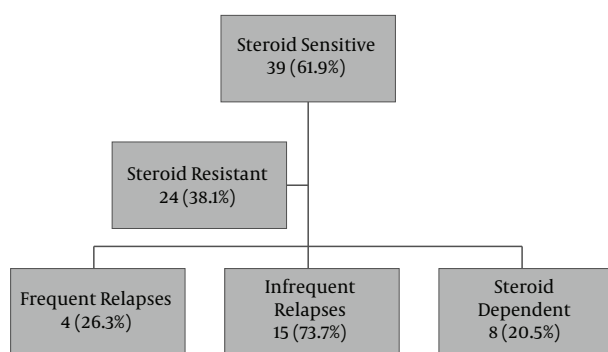 Steroid Sensitive
39 (61.9%)
Steroid Resistant
24 (38.1%)
Frequent Relapses
4 (26.3%)
Infrequent
Relapses
15 (73.7%)
Steroid
Dependent
8 (20.5%)